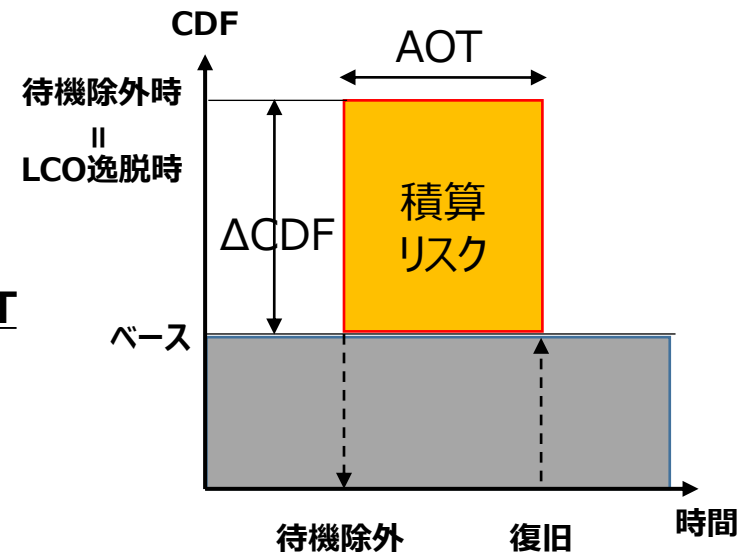 CDF
AOT
待機除外時
=
LCO逸脱時
積算
リスク
ΔCDF
T
ベース
待機除外
復旧
時間